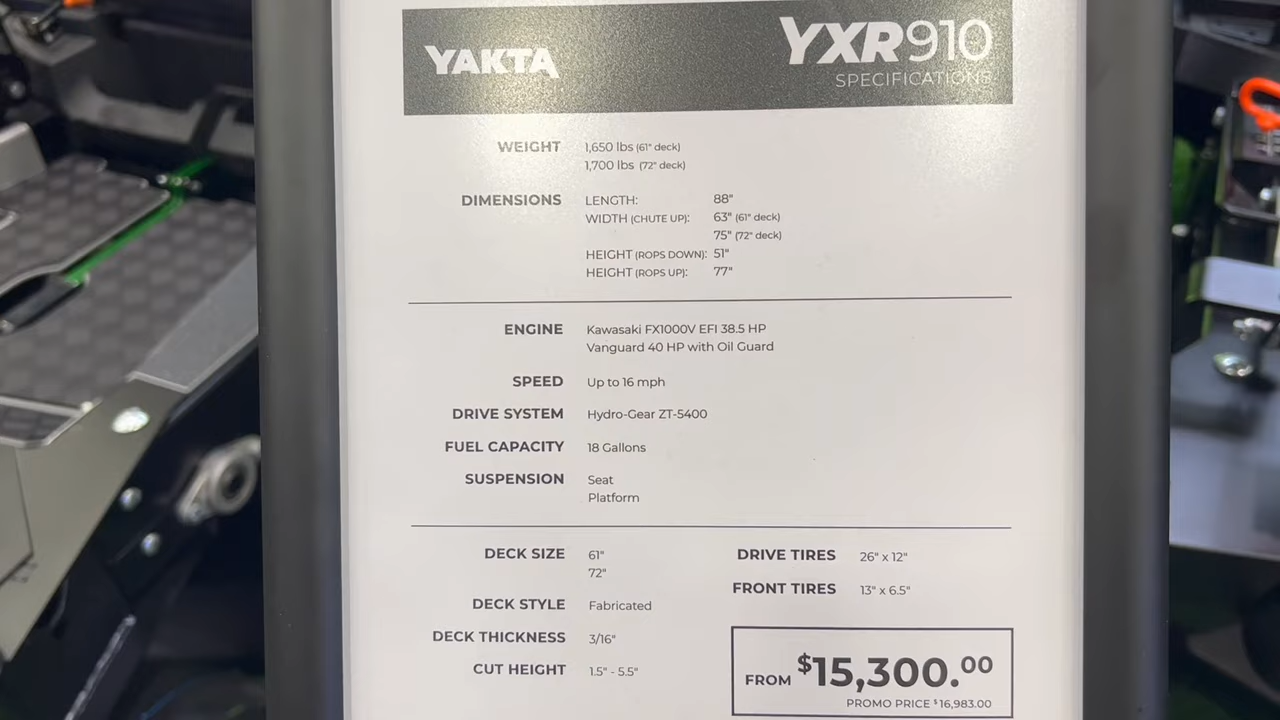 YAKTA
YXR910
SPECIFICATIONS
WEIGHT 1,650 lbs (61" deck)
1,700 lbs (72" deck)
DIMENSIONS LENGTH: 88"
WIDTH (CHUTE UP): 63" (61" deck)
75" (72" deck)
HEIGHT (ROPS DOWN): 51"
HEIGHT (ROPS UP): 77"
ENGINE Kawasaki FX1000V EFI 38.5 HP
Vanguard 40 HP with Oil Guard
SPEED Up to 16 mph
DRIVE SYSTEM Hydro-Gear ZT-5400
FUEL CAPACITY 18 Gallons
SUSPENSION Seat
Platform
DECK SIZE 61"
72"
DECK STYLE Fabricated
DECK THICKNESS 3/16"
CUT HEIGHT 1.5" - 5.5"
DRIVE TIRES 26" x 12"
FRONT TIRES 13" x 6.5"
FROM $15,300.00
PROMO PRICE $16,983.00